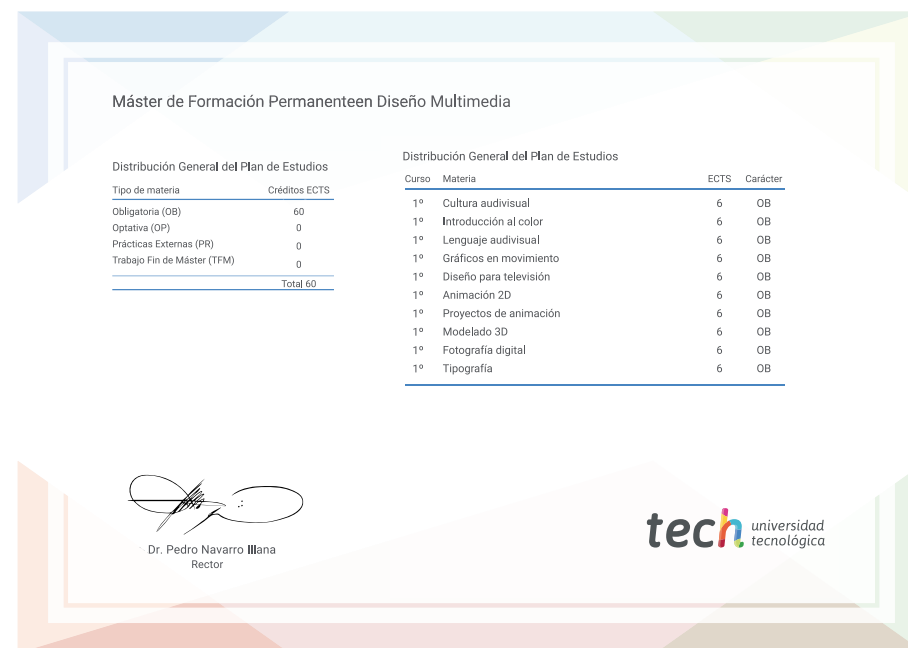 Máster de Formación Permanenteen Diseño Multimedia
Distribución General del Plan de Estudios
Tipo de materia Créditos ECTS
Obligatoria (OB) 60
Optativa (OP) 0
Prácticas Externas (PR) 0
Trabajo Fin de Máster (TFM) 0
Total 60
Distribución General del Plan de Estudios
Curso Materia ECTS Carácter
1º Cultura audivisual 6 OB
1º Introducción al color 6 OB
1º Lenguaje audivisual 6 OB
1º Gráficos en movimiento 6 OB
1º Diseño para televisión 6 OB
1º Animación 2D 6 OB
1º Proyectos de animación 6 OB
1º Modelado 3D 6 OB
1º Fotografía digital 6 OB
1º Tipografía 6 OB
Dr. Pedro Navarro Illana
Rector
tech universidad
tecnológica